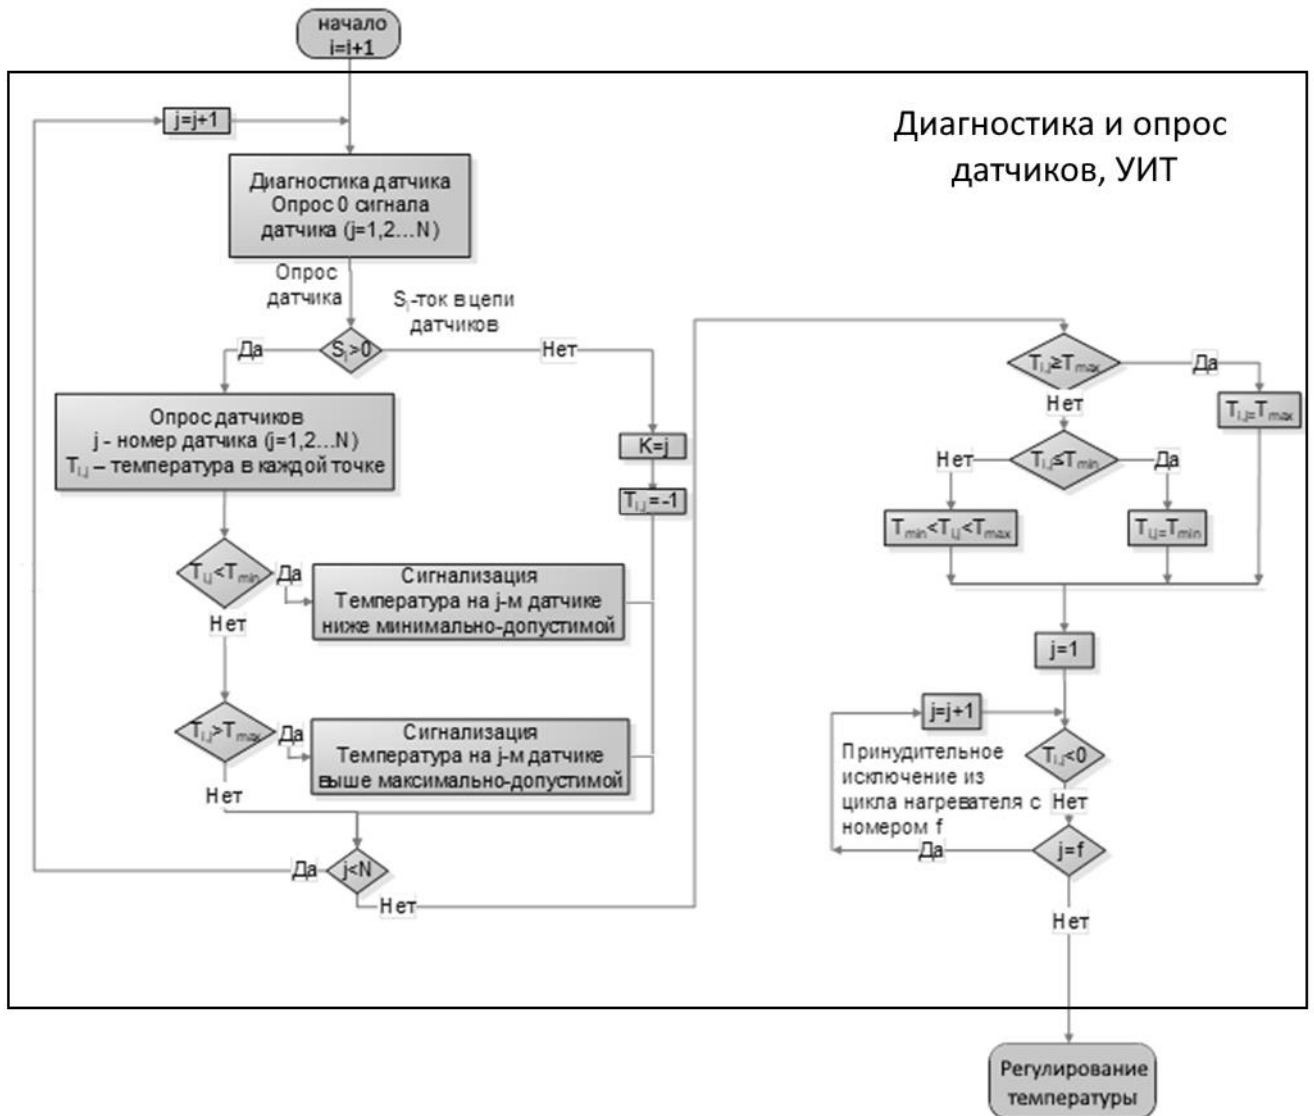 начало
i=i+1
j=j+1
Диагностика и опрос
датчиков, УИТ
Диагностика датчика
Опрос 0 сигнала
датчика (j=1,2...N)
Опрос
датчика
Si-ток в цепи
датчиков
Si>0
Да
Нет
Опрос датчиков
j - номер датчика (j=1,2...N)
Ti,j – температура в каждой точке
K=j
Ti,j=-1
Ti,j<Tmin
Да
Сигнализация
Температура на j-м датчике
ниже минимально-допустимой
Нет
Ti,j>Tmax
Да
Сигнализация
Температура на j-м датчике
выше максимально-допустимой
Нет
j<N
Да
Нет
Ti,j≥Tmax
Да
Ti,j=Tmax
Нет
Ti,j≤Tmin
Нет
Да
Tmin<Ti,j<Tmax
Ti,j=Tmin
j=1
j=j+1
Ti,j<0
Принудительное
исключение из
цикла нагревателя с
номером f
Нет
j=f
Да
Нет
Регулирование
температуры